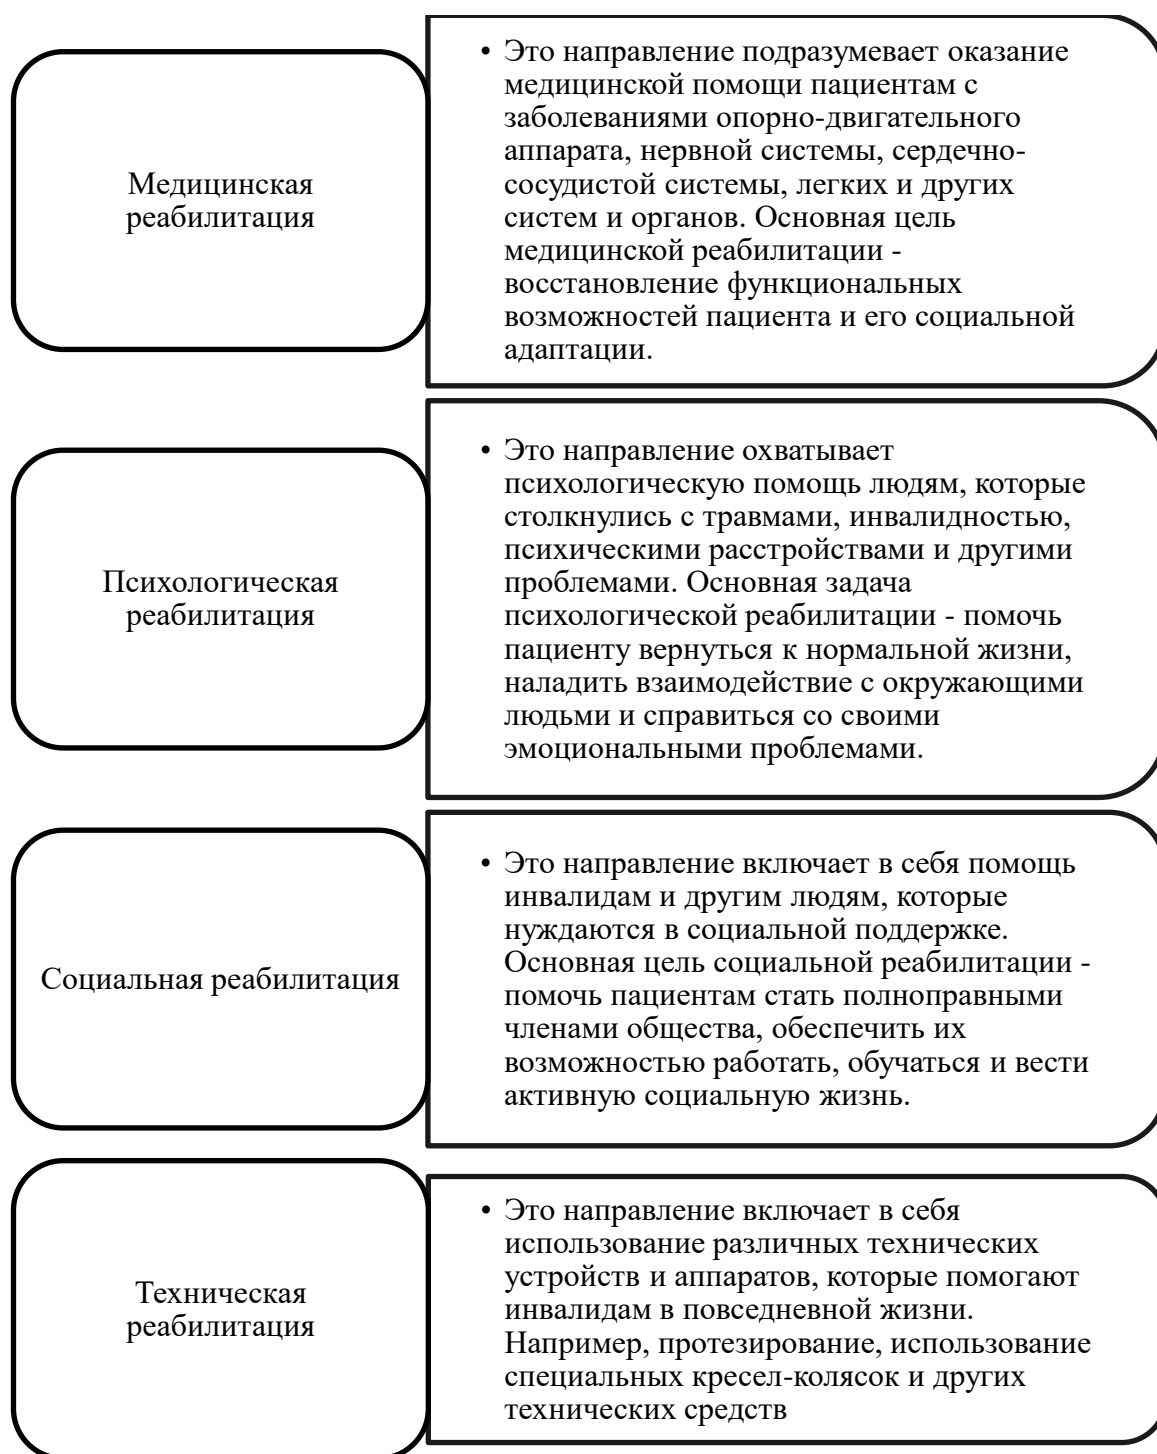 Медицинская
реабилитация
• Это направление подразумевает оказание
медицинской помощи пациентам с
заболеваниями опорно-двигательного
аппарата, нервной системы, сердечно-
сосудистой системы, легких и других
систем и органов. Основная цель
медицинской реабилитации -
восстановление функциональных
возможностей пациента и его социальной
адаптации.
Психологическая
реабилитация
• Это направление охватывает
психологическую помощь людям, которые
столкнулись с травмами, инвалидностью,
психическими расстройствами и другими
проблемами. Основная задача
психологической реабилитации - помочь
пациенту вернуться к нормальной жизни,
наладить взаимодействие с окружающими
людьми и справиться со своими
эмоциональными проблемами.
Социальная реабилитация
• Это направление включает в себя помощь
инвалидам и другим людям, которые
нуждаются в социальной поддержке.
Основная цель социальной реабилитации -
помочь пациентам стать полноправными
членами общества, обеспечить их
возможностью работать, обучаться и вести
активную социальную жизнь.
Техническая
реабилитация
• Это направление включает в себя
использование различных технических
устройств и аппаратов, которые помогают
инвалидам в повседневной жизни.
Например, протезирование, использование
специальных кресел-колясок и других
технических средств